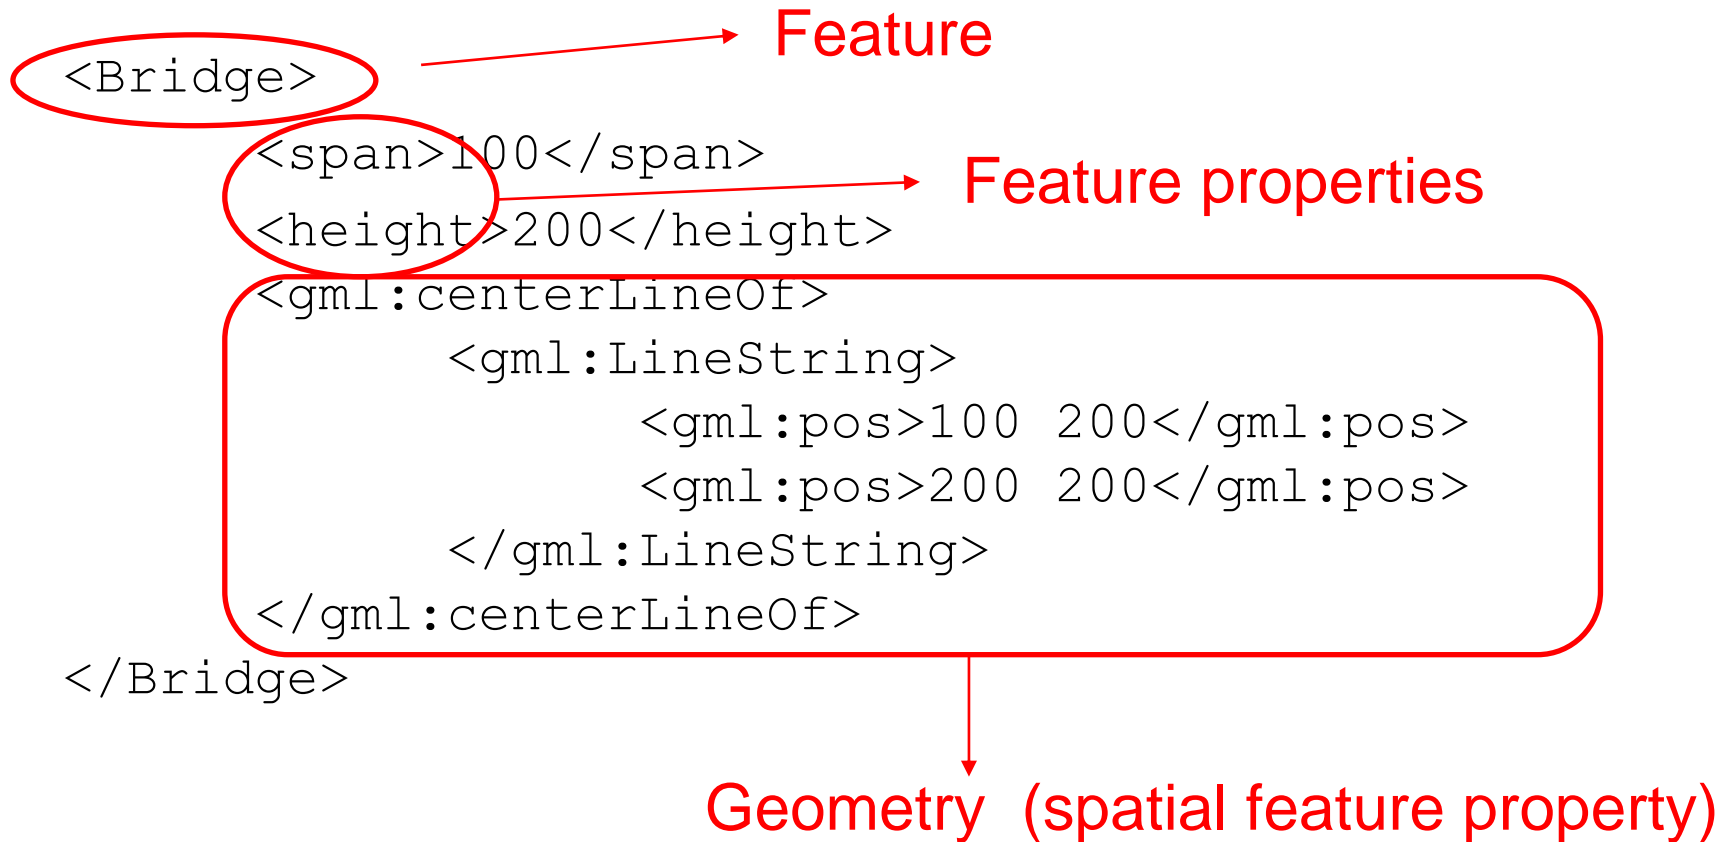 Feature
<Bridge>
<span>100</span>
Feature properties
<height>200</height>
<gml:centerLineOf>
<gml:LineString>
<gml:pos>100 200</gml:pos>
<gml:pos>200 200</gml:pos>
</gml:LineString>
</gml:centerLineOf>
</Bridge>
Geometry (spatial feature property)